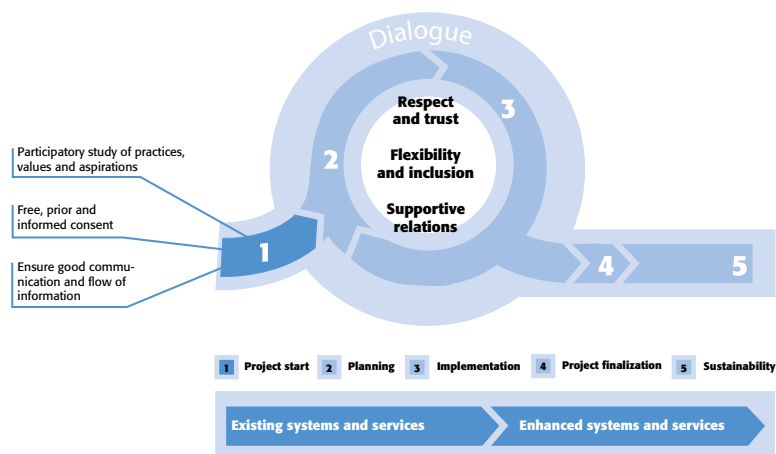 Dialogue
Respect
and trust
Flexibility
and inclusion
Supportive
relations
3
2
Participatory study of practices,
values and aspirations
Free, prior and
informed consent
Ensure good commu-
nication and flow of
information
1
4
5
1 Project start 2 Planning 3 Implementation 4 Project finalization 5 Sustainability
Existing systems and services Enhanced systems and services